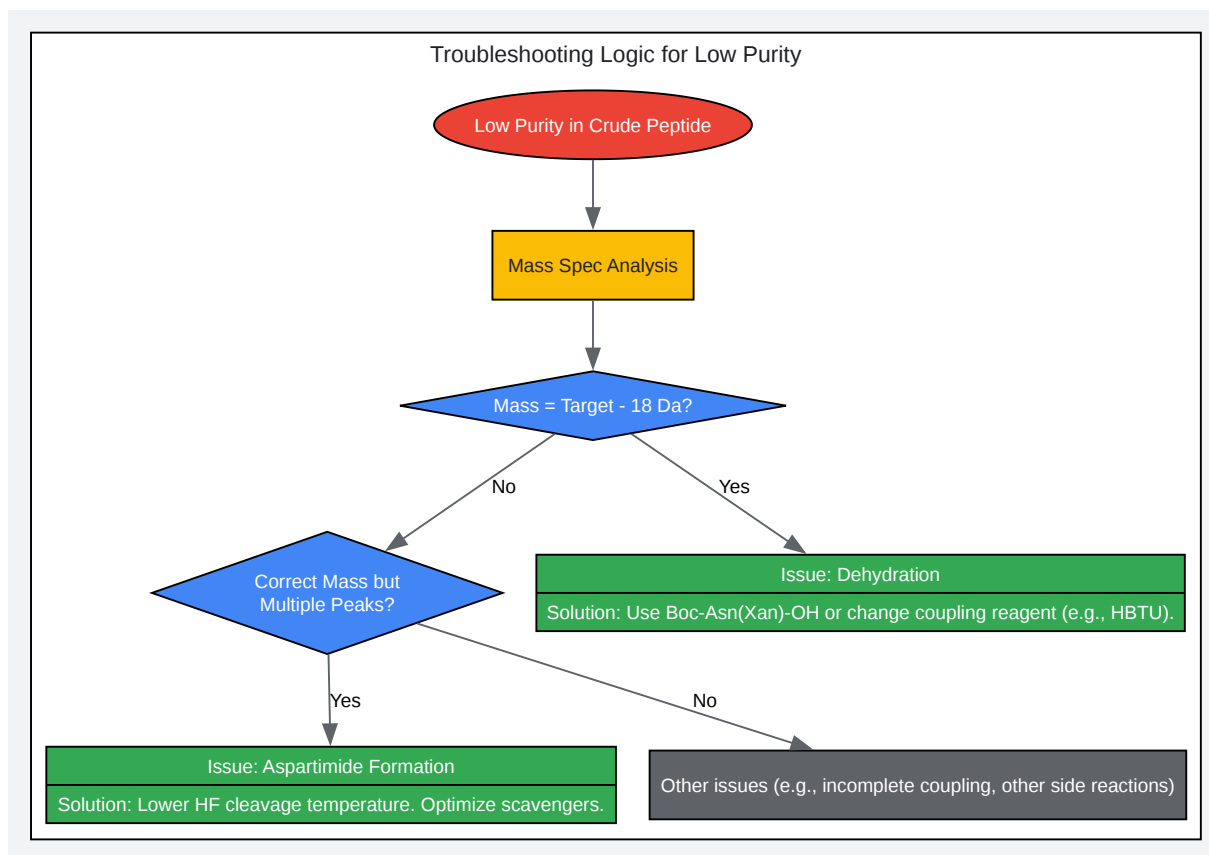 Troubleshooting Logic for Low Purity
Low Purity in Crude Peptide
Mass Spec Analysis
Mass = Target - 18 Da?
No
Yes
Correct Mass but
Multiple Peaks?
Issue: Dehydration
Solution: Use Boc-Asn(Xan)-OH or change coupling reagent (e.g., HBTU).
Yes
No
Issue: Aspartimide Formation
Solution: Lower HF cleavage temperature. Optimize scavengers.
Other issues (e.g., incomplete coupling, other side reactions)